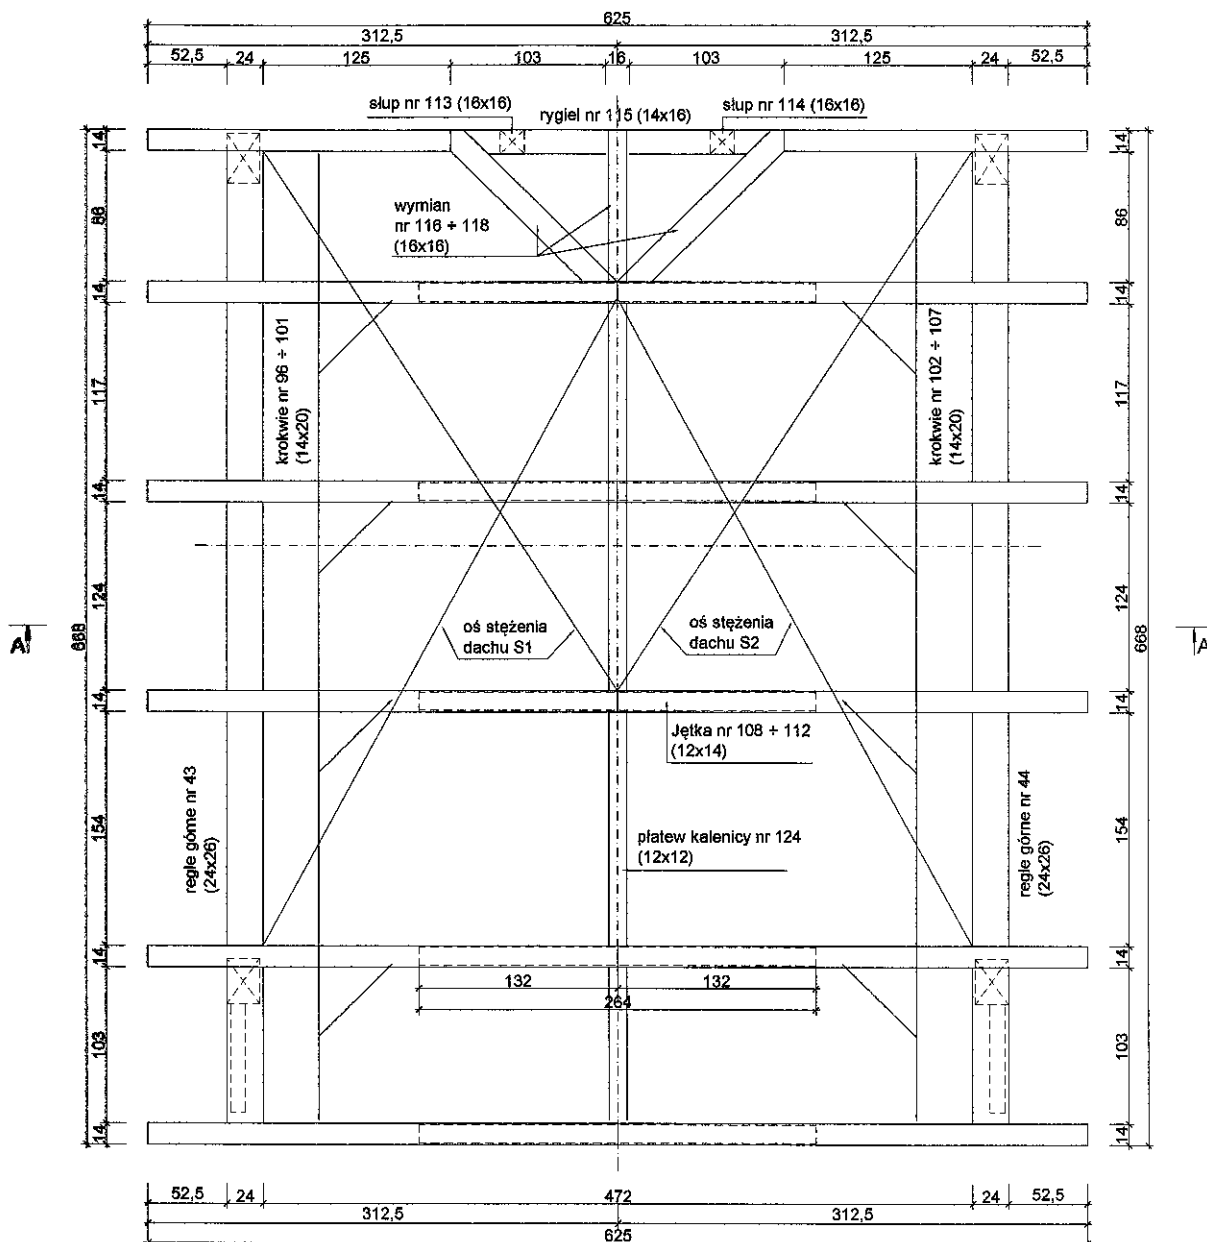 625
312,5 312,5
52,5 24 125 103 16 103 125 24 52,5
słup nr 113 (16x16)
rygiel nr 115 (14x16)
słup nr 114 (16x16)
14 14
wymian
nr 116 ÷ 118
(16x16)
86 86
14 14
krokwie nr 96 ÷ 101
(14x20)
krokwie nr 102 ÷ 107
(14x20)
117 117
14 14
124 124
oś stężenia
dachu S1
oś stężenia
dachu S2
A A
668 668
14 14
Jętka nr 108 ÷ 112
(12x14)
regle górne nr 43
(24x26)
regle górne nr 44
(24x26)
154 154
płatew kalenicy nr 124
(12x12)
14 14
132 132
264
103 103
14 14
52,5 24 472 24 52,5
312,5 312,5
625